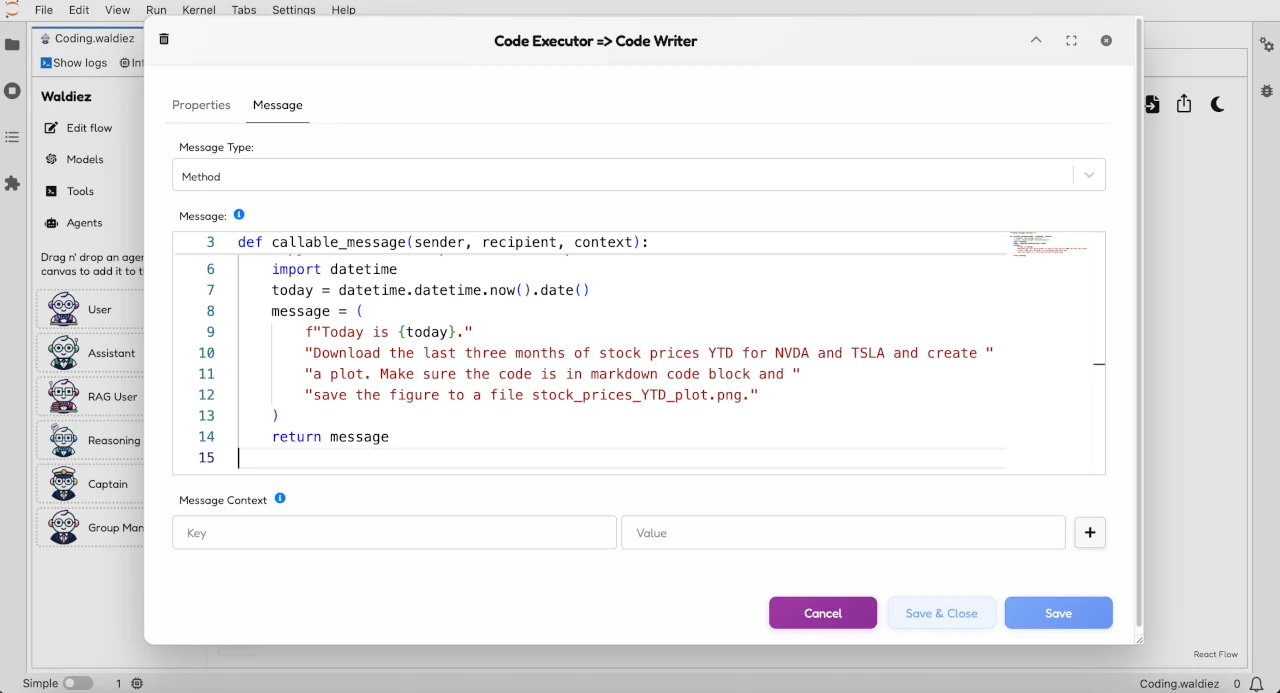 File Edit View Run Kernel Tabs Settings Help
Coding.waldiez
Show logs
Waldiez
Edit flow
Models
Tools
Agents
Drag n' drop an
canvas to add it to
User
Assistant
RAG User
Reasoning
Captain
Group
Code Executor => Code Writer
Properties Message
Message Type:
Method
Message:
3 def callable_message(sender, recipient, context):
6 import datetime
7 today = datetime.datetime.now().date()
8 message = (
9 f"Today is {today}."
10 "Download the last three months of stock prices YTD for NVDA and TSLA and create "
11 "a plot. Make sure the code is in markdown code block and "
12 "save the figure to a file stock_prices_YTD_plot.png."
13 )
14 return message
15
Message Context
Key Value +
Cancel Save & Close Save
React Flow
Simple 1 Coding.waldiez 0